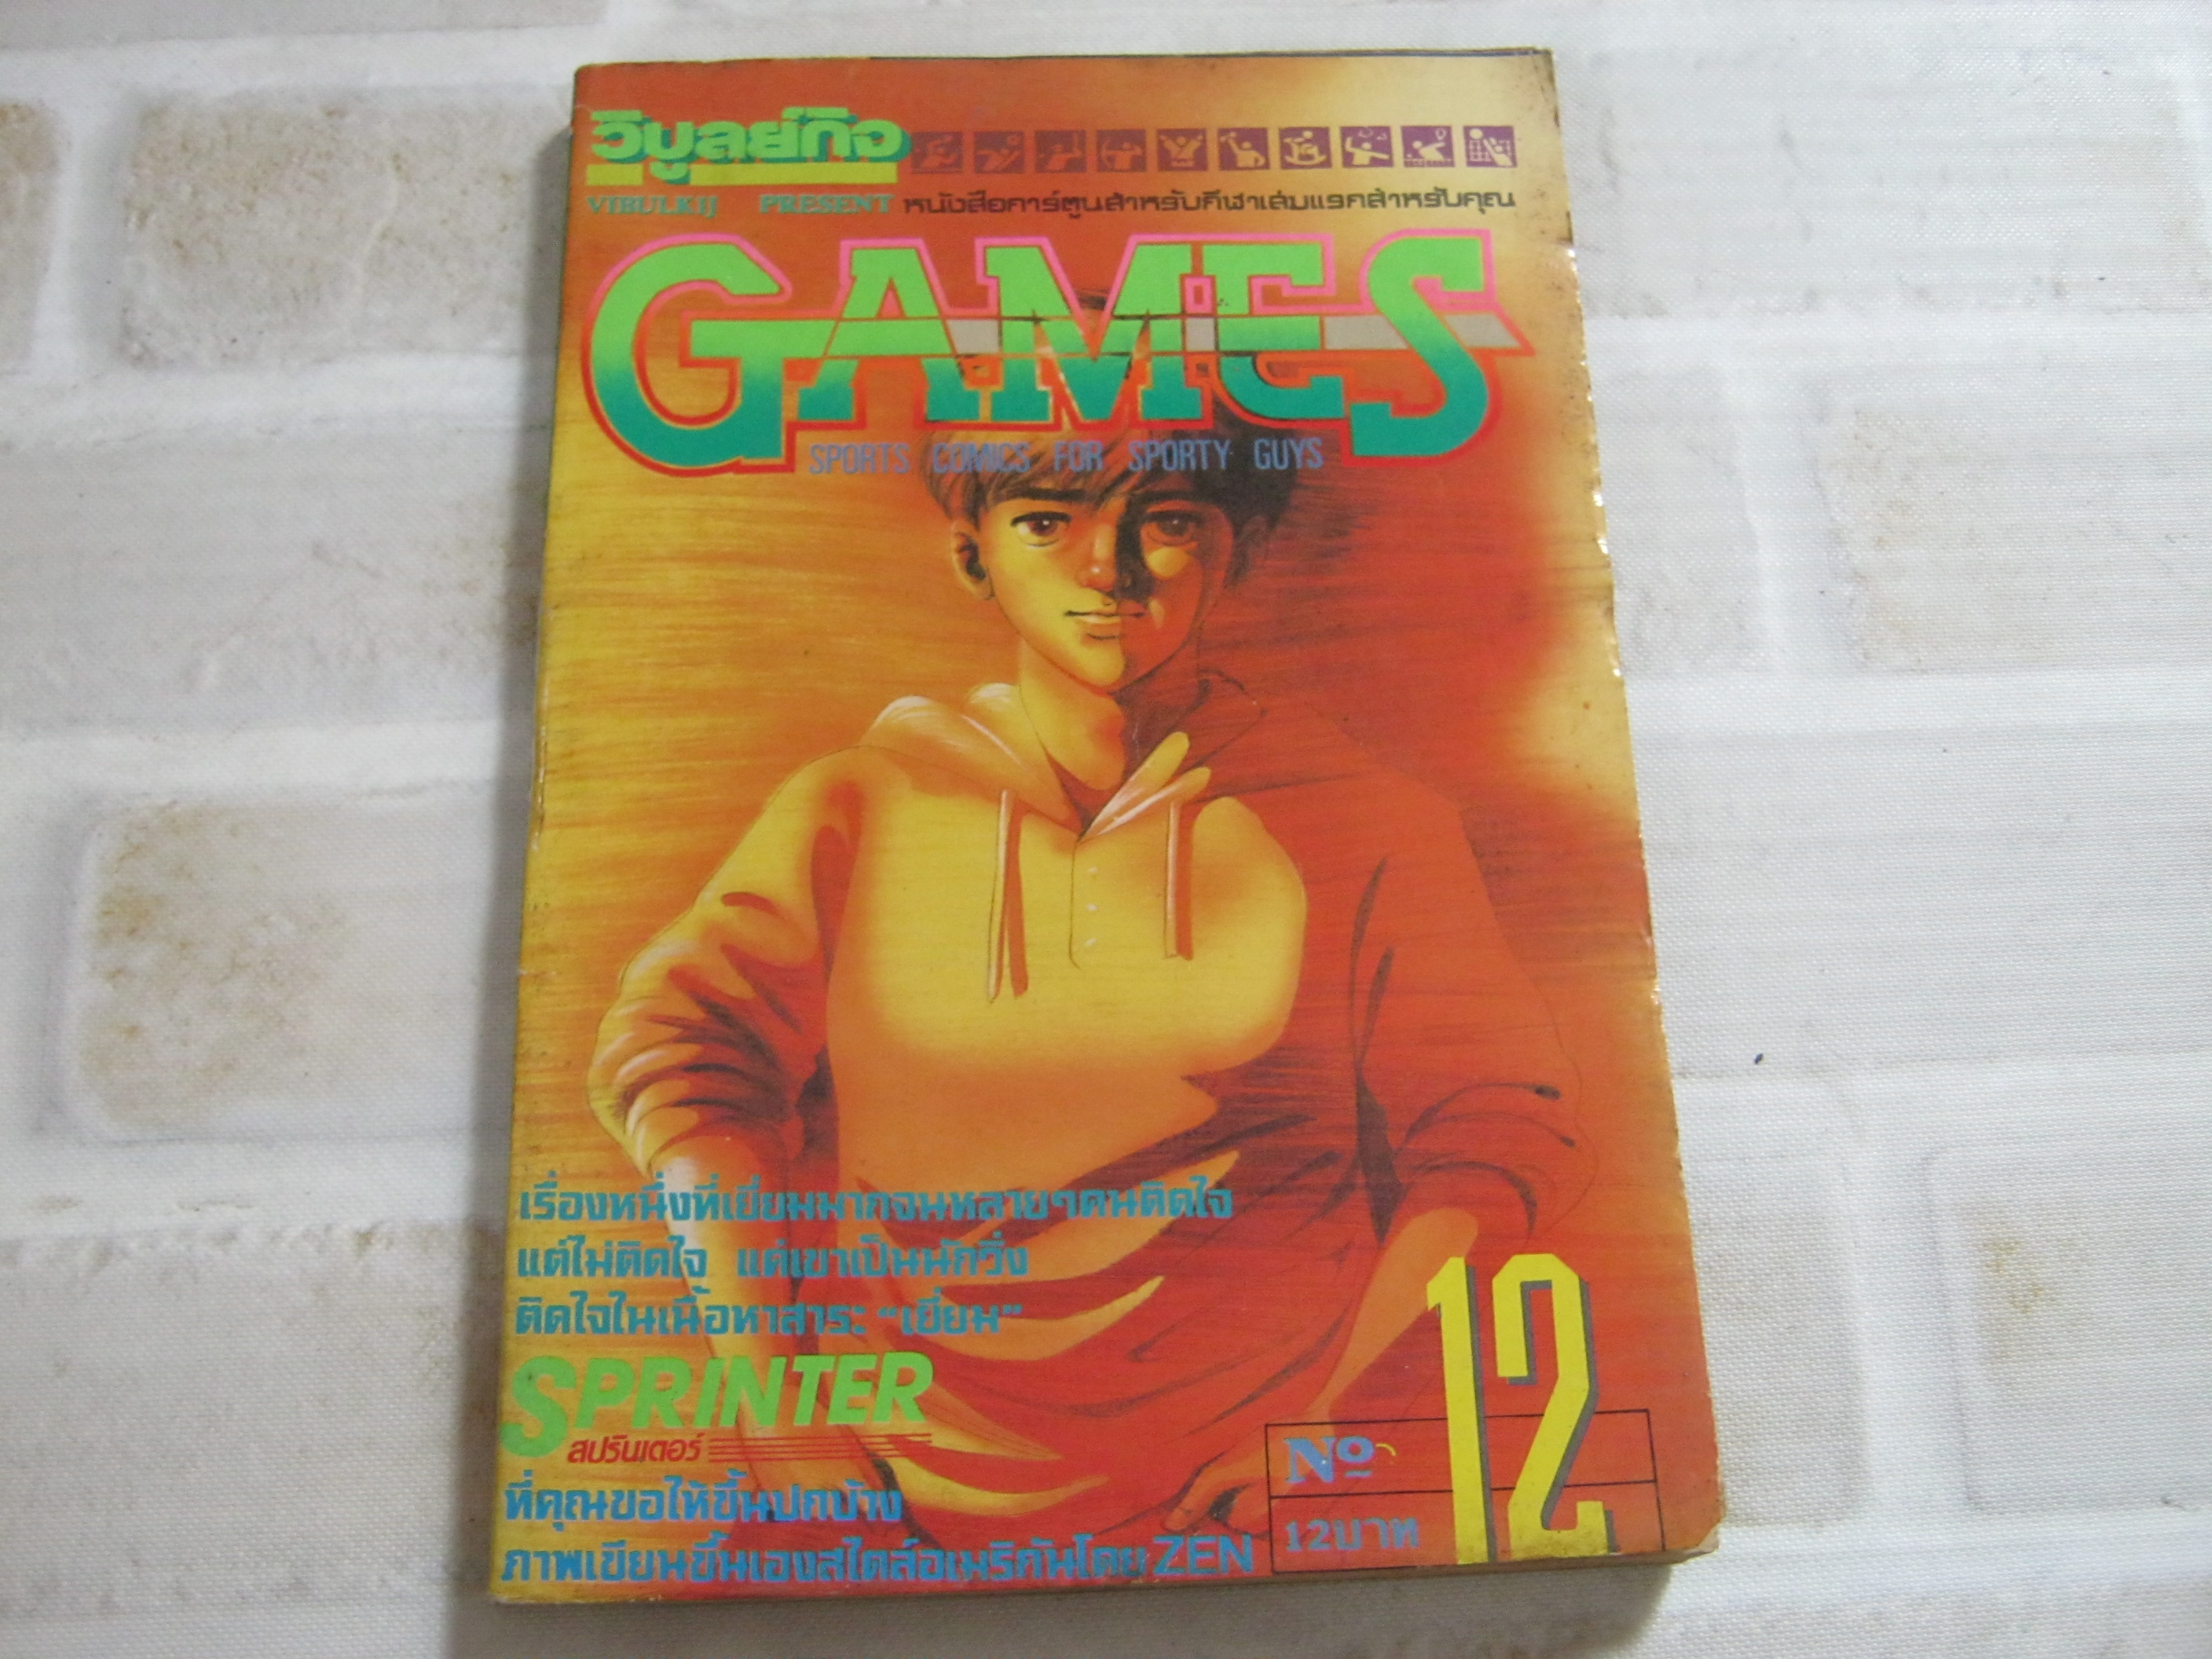 วิบูลย์กิจ
VIBULKIJ PRESENT หนังสือการ์ตูนสำหรับกีฬาเล่มแรกสำหรับคุณ
GAMES
SPORTS COMICS FOR SPORTY GUYS
เรื่องหนึ่งที่เยี่ยมมากจนหลายๆคนติดใจ
แต่ไม่ติดใจ แค่เขาเป็นนักวิ่ง
ติดใจในเนื้อหาสาระ "เยี่ยม"
SPRINTER
สปรินเตอร์
ที่คุณขอให้ขึ้นปกบ้าง
ภาพเขียนขึ้นเองสไตล์อเมริกันโดย ZEN
No 12
12บาท